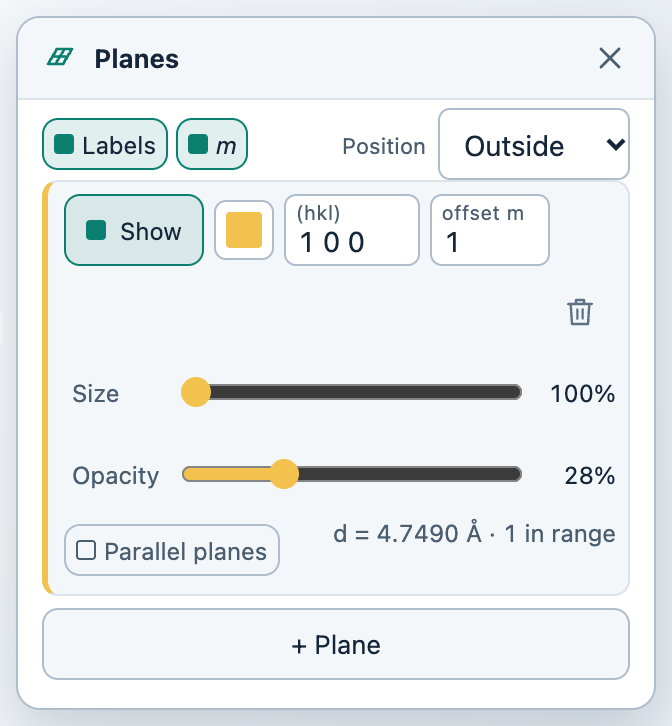 Planes
Labels m Position Outside
Show (hkl) 1 0 0 offset m 1
Size 100%
Opacity 28%
Parallel planes d = 4.7490 Å · 1 in range
+ Plane